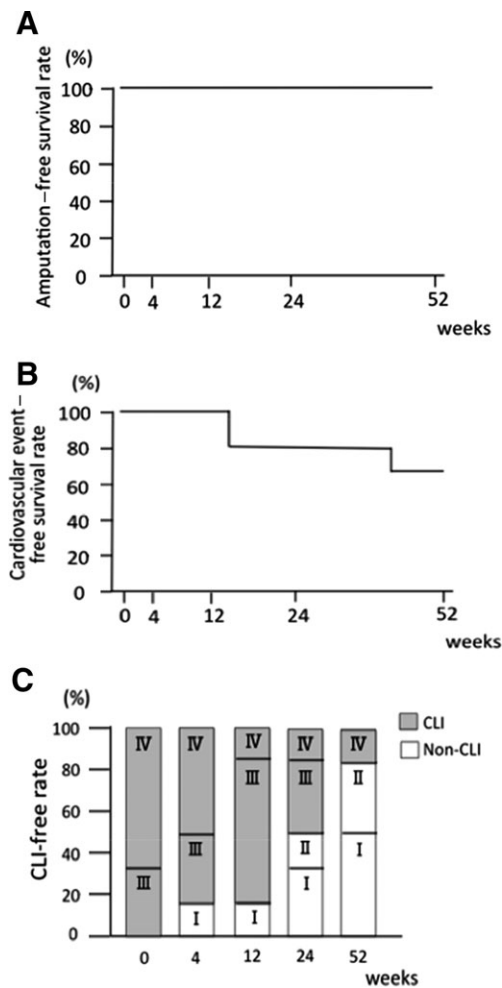 A
(%)
Amputation–free survival rate
100
80
60
40
20
0
0 4 12 24 52
weeks
B
(%)
Cardiovascular event–
free survival rate
100
80
60
40
20
0
0 4 12 24 52
weeks
C
(%)
CLI-free rate
CLI
Non-CLI
100
80
60
40
20
0
IV IV IV IV IV
III III II
III III II I
I I I
0 4 12 24 52
weeks